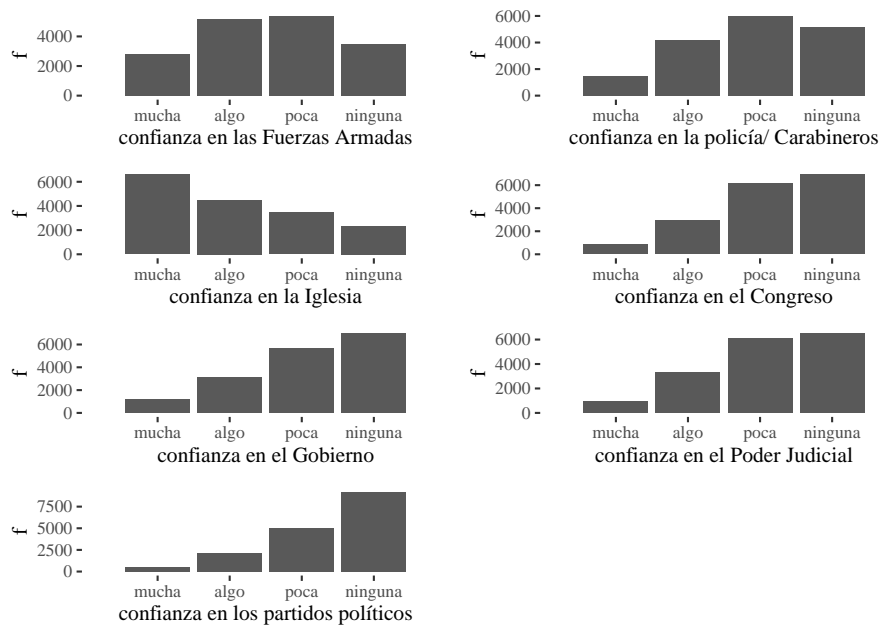 4000
2000
0
f
mucha algo poca ninguna
confianza en las Fuerzas Armadas
6000
4000
2000
0
f
mucha algo poca ninguna
confianza en la policía/ Carabineros
6000
4000
2000
0
f
mucha algo poca ninguna
confianza en la Iglesia
6000
4000
2000
0
f
mucha algo poca ninguna
confianza en el Congreso
6000
4000
2000
0
f
mucha algo poca ninguna
confianza en el Gobierno
6000
4000
2000
0
f
mucha algo poca ninguna
confianza en el Poder Judicial
7500
5000
2500
0
f
mucha algo poca ninguna
confianza en los partidos políticos